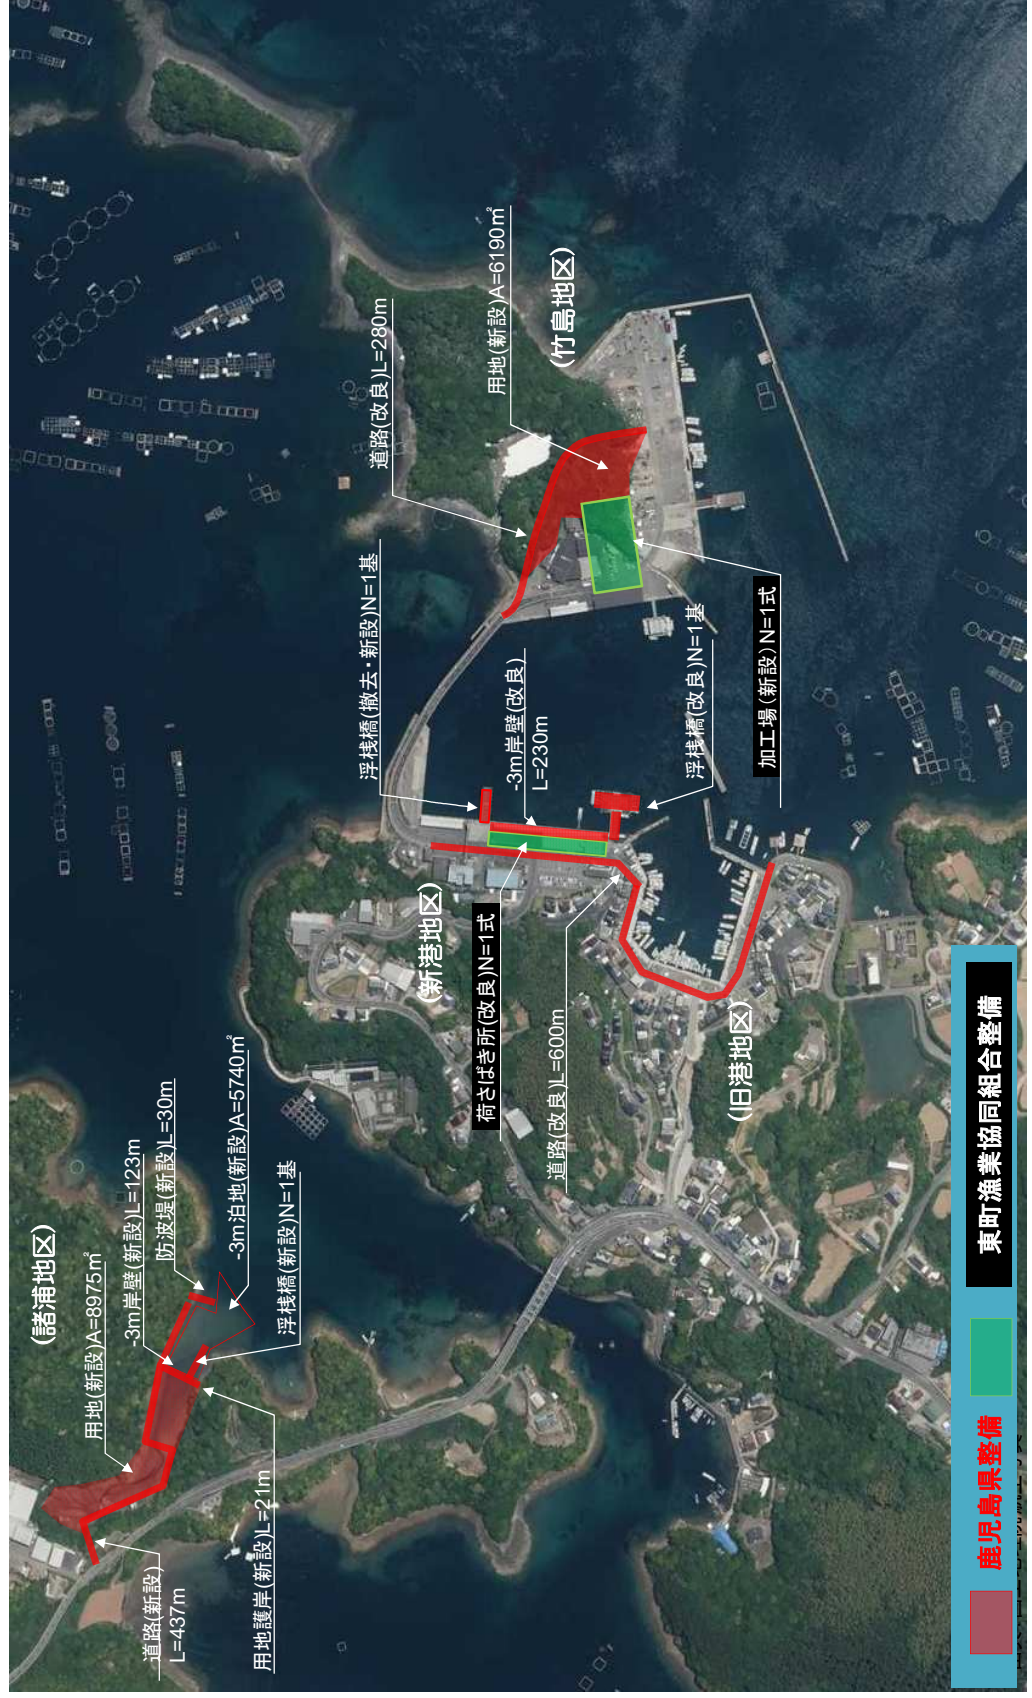 (諸浦地区)
用地(新設)A=8975㎡
-3m岸壁(新設)L=123m
防波堤(新設)L=30m
-3m泊地(新設)A=5740㎡
浮桟橋(新設)N=1基
道路(新設)
L=437m
用地護岸(新設)L=21m
(新港地区)
荷さばき所(改良)N=1式
道路(改良)L=600m
(旧港地区)
浮桟橋(撤去・新設)N=1基
-3m岸壁(改良)
L=230m
浮桟橋(改良)N=1基
道路(改良)L=280m
用地(新設)A=6190㎡
(竹島地区)
加工場(新設)N=1式
鹿児島県整備
東町漁業協同組合整備